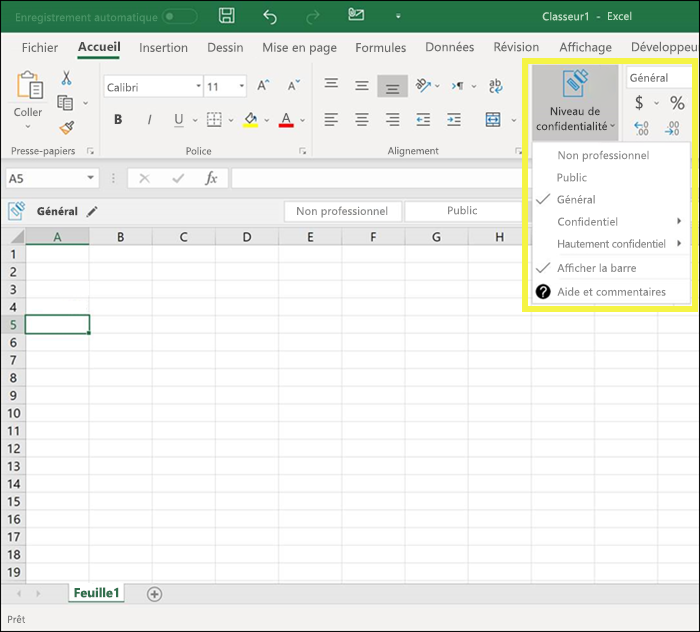 Enregistrement automatique
Classeur1 - Excel
Fichier Accueil Insertion Dessin Mise en page Formules Données Révision Affichage Développeu
Coller
Calibri 11
B I U A
Niveau de
confidentialité
Général
$ %
Presse-papiers Police Alignement
Non professionnel
Public
Général
Confidentiel
Hautement confidentiel
Afficher la barre
Aide et commentaires
A5 fx
Général Non professionnel Public
A B C D E F G H
1
2
3
4
5
6
7
8
9
10
11
12
13
14
15
16
17
18
19
Feuille1
Prêt